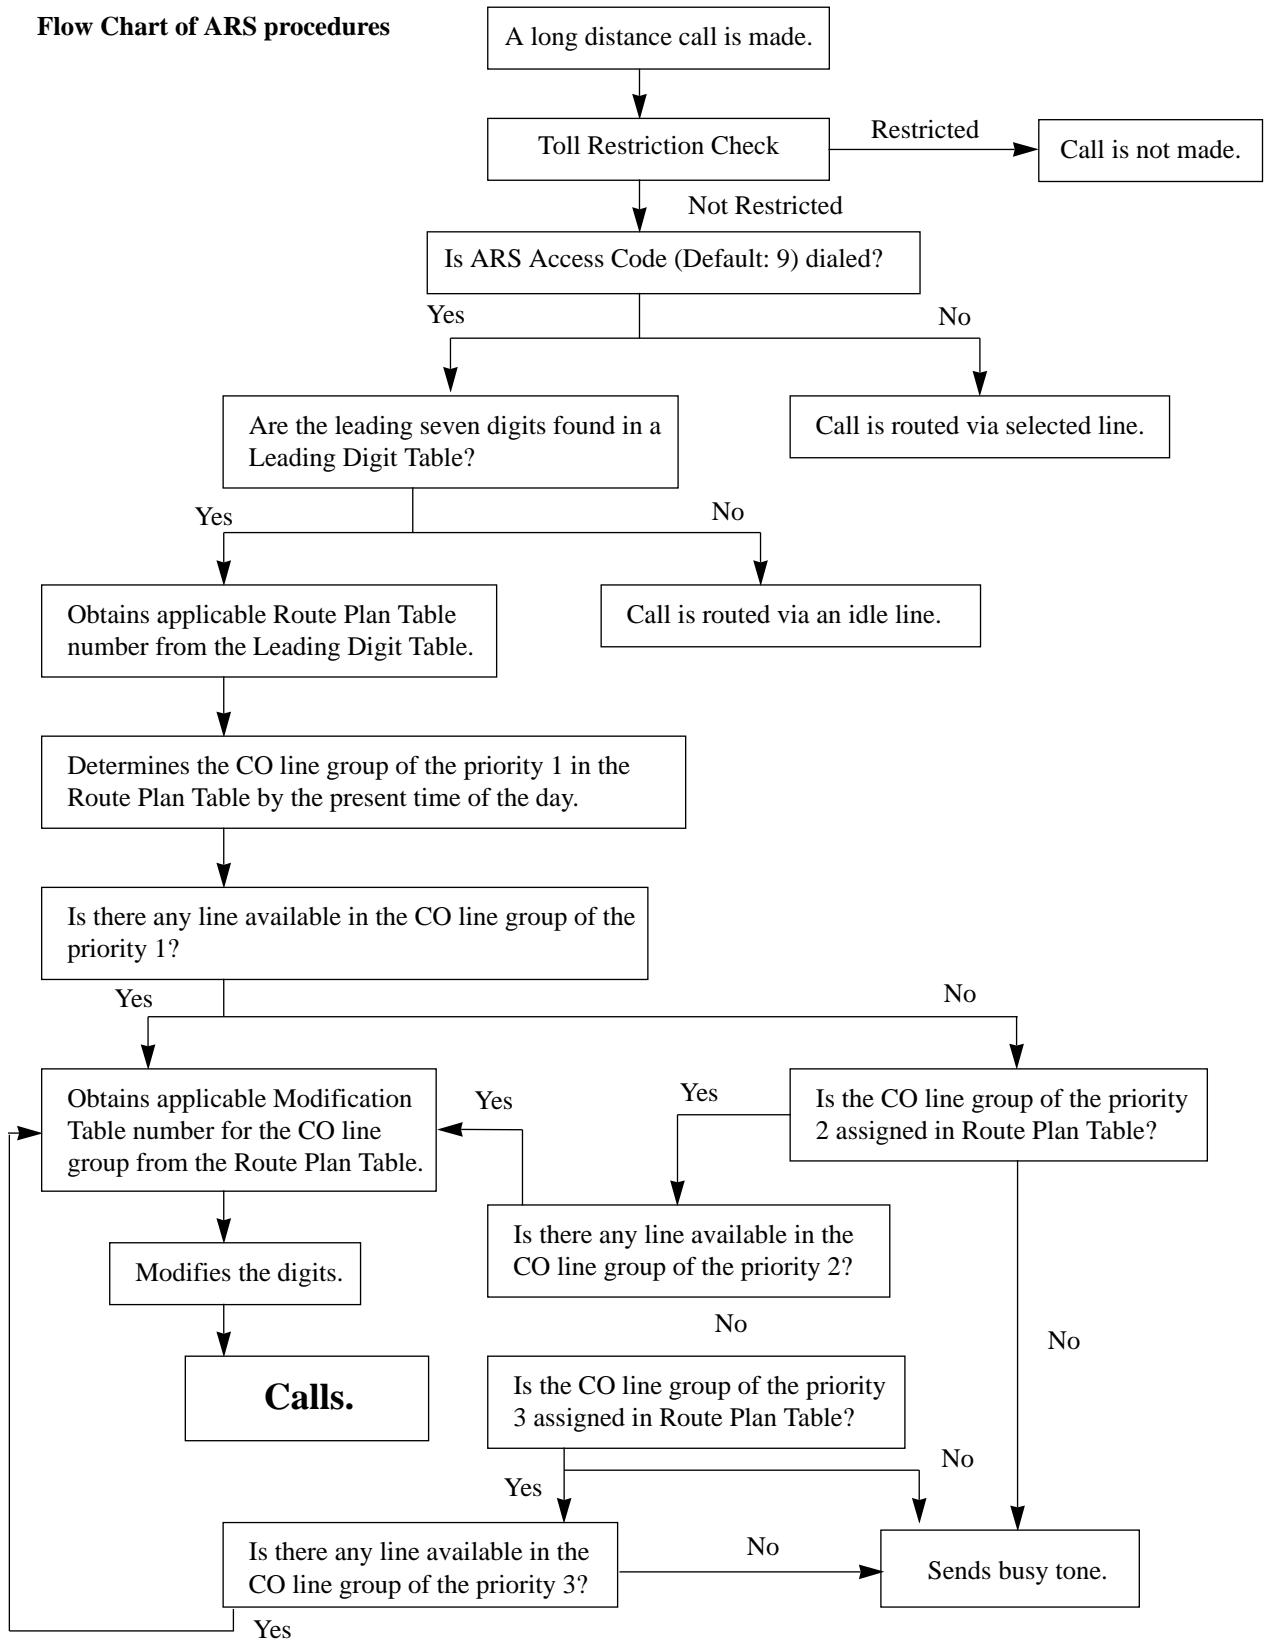 Flow Chart of ARS procedures
A long distance call is made.
Toll Restriction Check
Restricted
Call is not made.
Not Restricted
Is ARS Access Code (Default: 9) dialed?
Yes
No
Are the leading seven digits found in a
Leading Digit Table?
Call is routed via selected line.
Yes
No
Obtains applicable Route Plan Table
number from the Leading Digit Table.
Call is routed via an idle line.
Determines the CO line group of the priority 1 in the
Route Plan Table by the present time of the day.
Is there any line available in the CO line group of the
priority 1?
Yes
No
Obtains applicable Modification
Table number for the CO line
group from the Route Plan Table.
Yes
Yes
Is the CO line group of the priority
2 assigned in Route Plan Table?
Is there any line available in the
CO line group of the priority 2?
Modifies the digits.
No
No
Calls.
Is the CO line group of the priority
3 assigned in Route Plan Table?
No
Yes
Is there any line available in the
CO line group of the priority 3?
No
Sends busy tone.
Yes